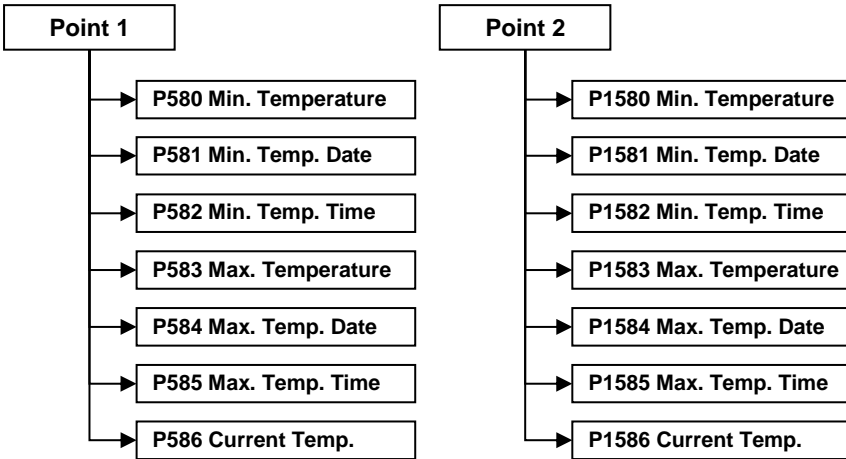 Point 1
P580 Min. Temperature
P581 Min. Temp. Date
P582 Min. Temp. Time
P583 Max. Temperature
P584 Max. Temp. Date
P585 Max. Temp. Time
P586 Current Temp.
Point 2
P1580 Min. Temperature
P1581 Min. Temp. Date
P1582 Min. Temp. Time
P1583 Max. Temperature
P1584 Max. Temp. Date
P1585 Max. Temp. Time
P1586 Current Temp.